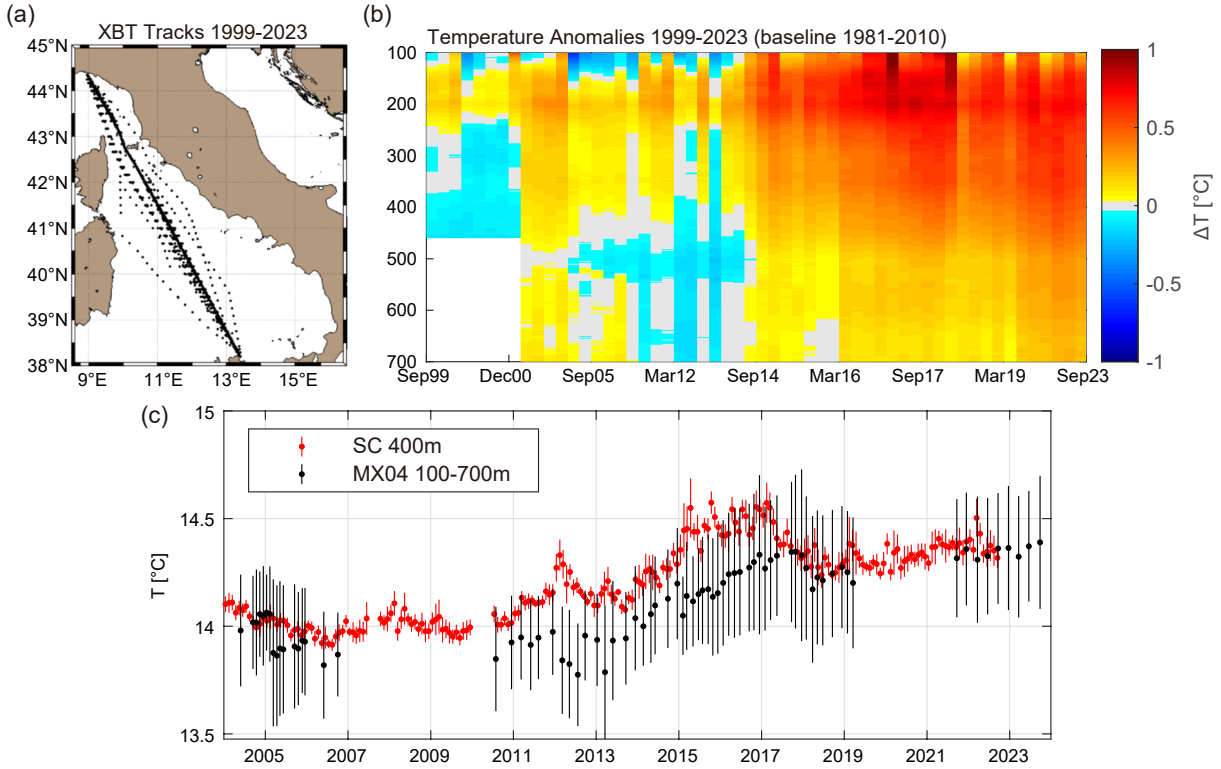 (a)
XBT Tracks 1999-2023
45°N
44°N
43°N
42°N
41°N
40°N
39°N
38°N
9°E 11°E 13°E 15°E
(b)
Temperature Anomalies 1999-2023 (baseline 1981-2010)
100
200
300
400
500
600
700
Sep99 Dec00 Sep05 Mar12 Sep14 Mar16 Sep17 Mar19 Sep23
1
0.5
0
-0.5
-1
ΔT [°C]
(c)
15
14.5
14
13.5
T [°C]
SC 400m
MX04 100-700m
2005 2007 2009 2011 2013 2015 2017 2019 2021 2023